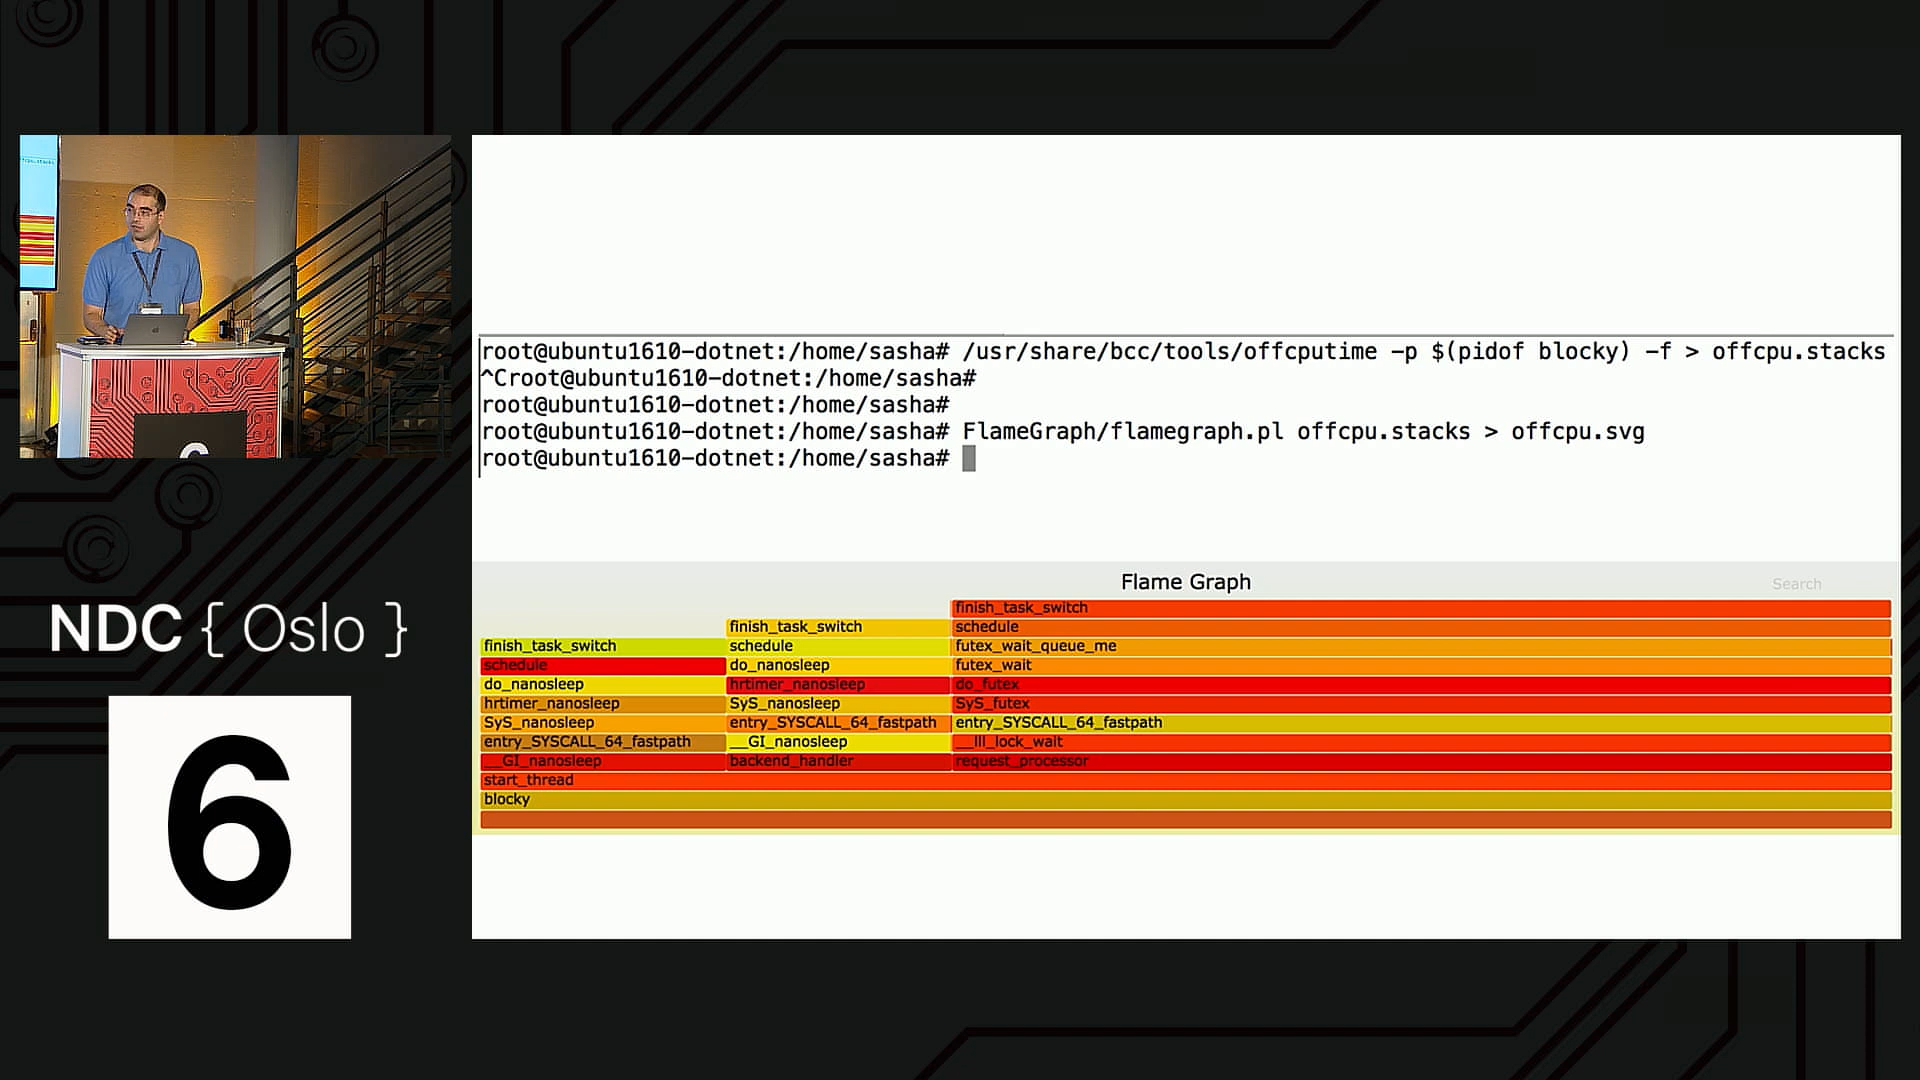 root@ubuntu1610-dotnet:/home/sasha# /usr/share/bcc/tools/offcputime -p $(pidof blocky) -f > offcpu.stacks
^Croot@ubuntu1610-dotnet:/home/sasha#
root@ubuntu1610-dotnet:/home/sasha#
root@ubuntu1610-dotnet:/home/sasha# FlameGraph/flamegraph.pl offcpu.stacks > offcpu.svg
root@ubuntu1610-dotnet:/home/sasha#
Flame Graph
Search
finish_task_switch
finish_task_switch schedule
finish_task_switch schedule futex_wait_queue_me
schedule do_nanosleep futex_wait
do_nanosleep hrtimer_nanosleep do_futex
hrtimer_nanosleep SyS_nanosleep SyS_futex
SyS_nanosleep entry_SYSCALL_64_fastpath entry_SYSCALL_64_fastpath
entry_SYSCALL_64_fastpath __GI_nanosleep __lll_lock_wait
__GI_nanosleep backend_handler request_processor
start_thread
blocky
NDC { Oslo }
6